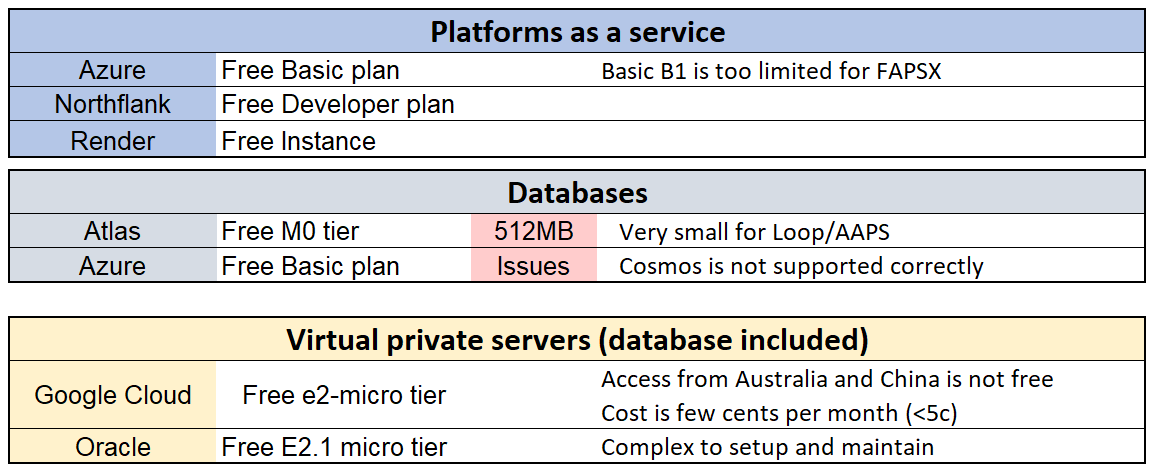 Platforms as a service
Azure Free Basic plan Basic B1 is too limited for FAPSX
Northflank Free Developer plan
Render Free Instance
Databases
Atlas Free M0 tier 512MB Very small for Loop/AAPS
Azure Free Basic plan Issues Cosmos is not supported correctly
Virtual private servers (database included)
Google Cloud Free e2-micro tier Access from Australia and China is not free
Cost is few cents per month (<5c)
Oracle Free E2.1 micro tier Complex to setup and maintain